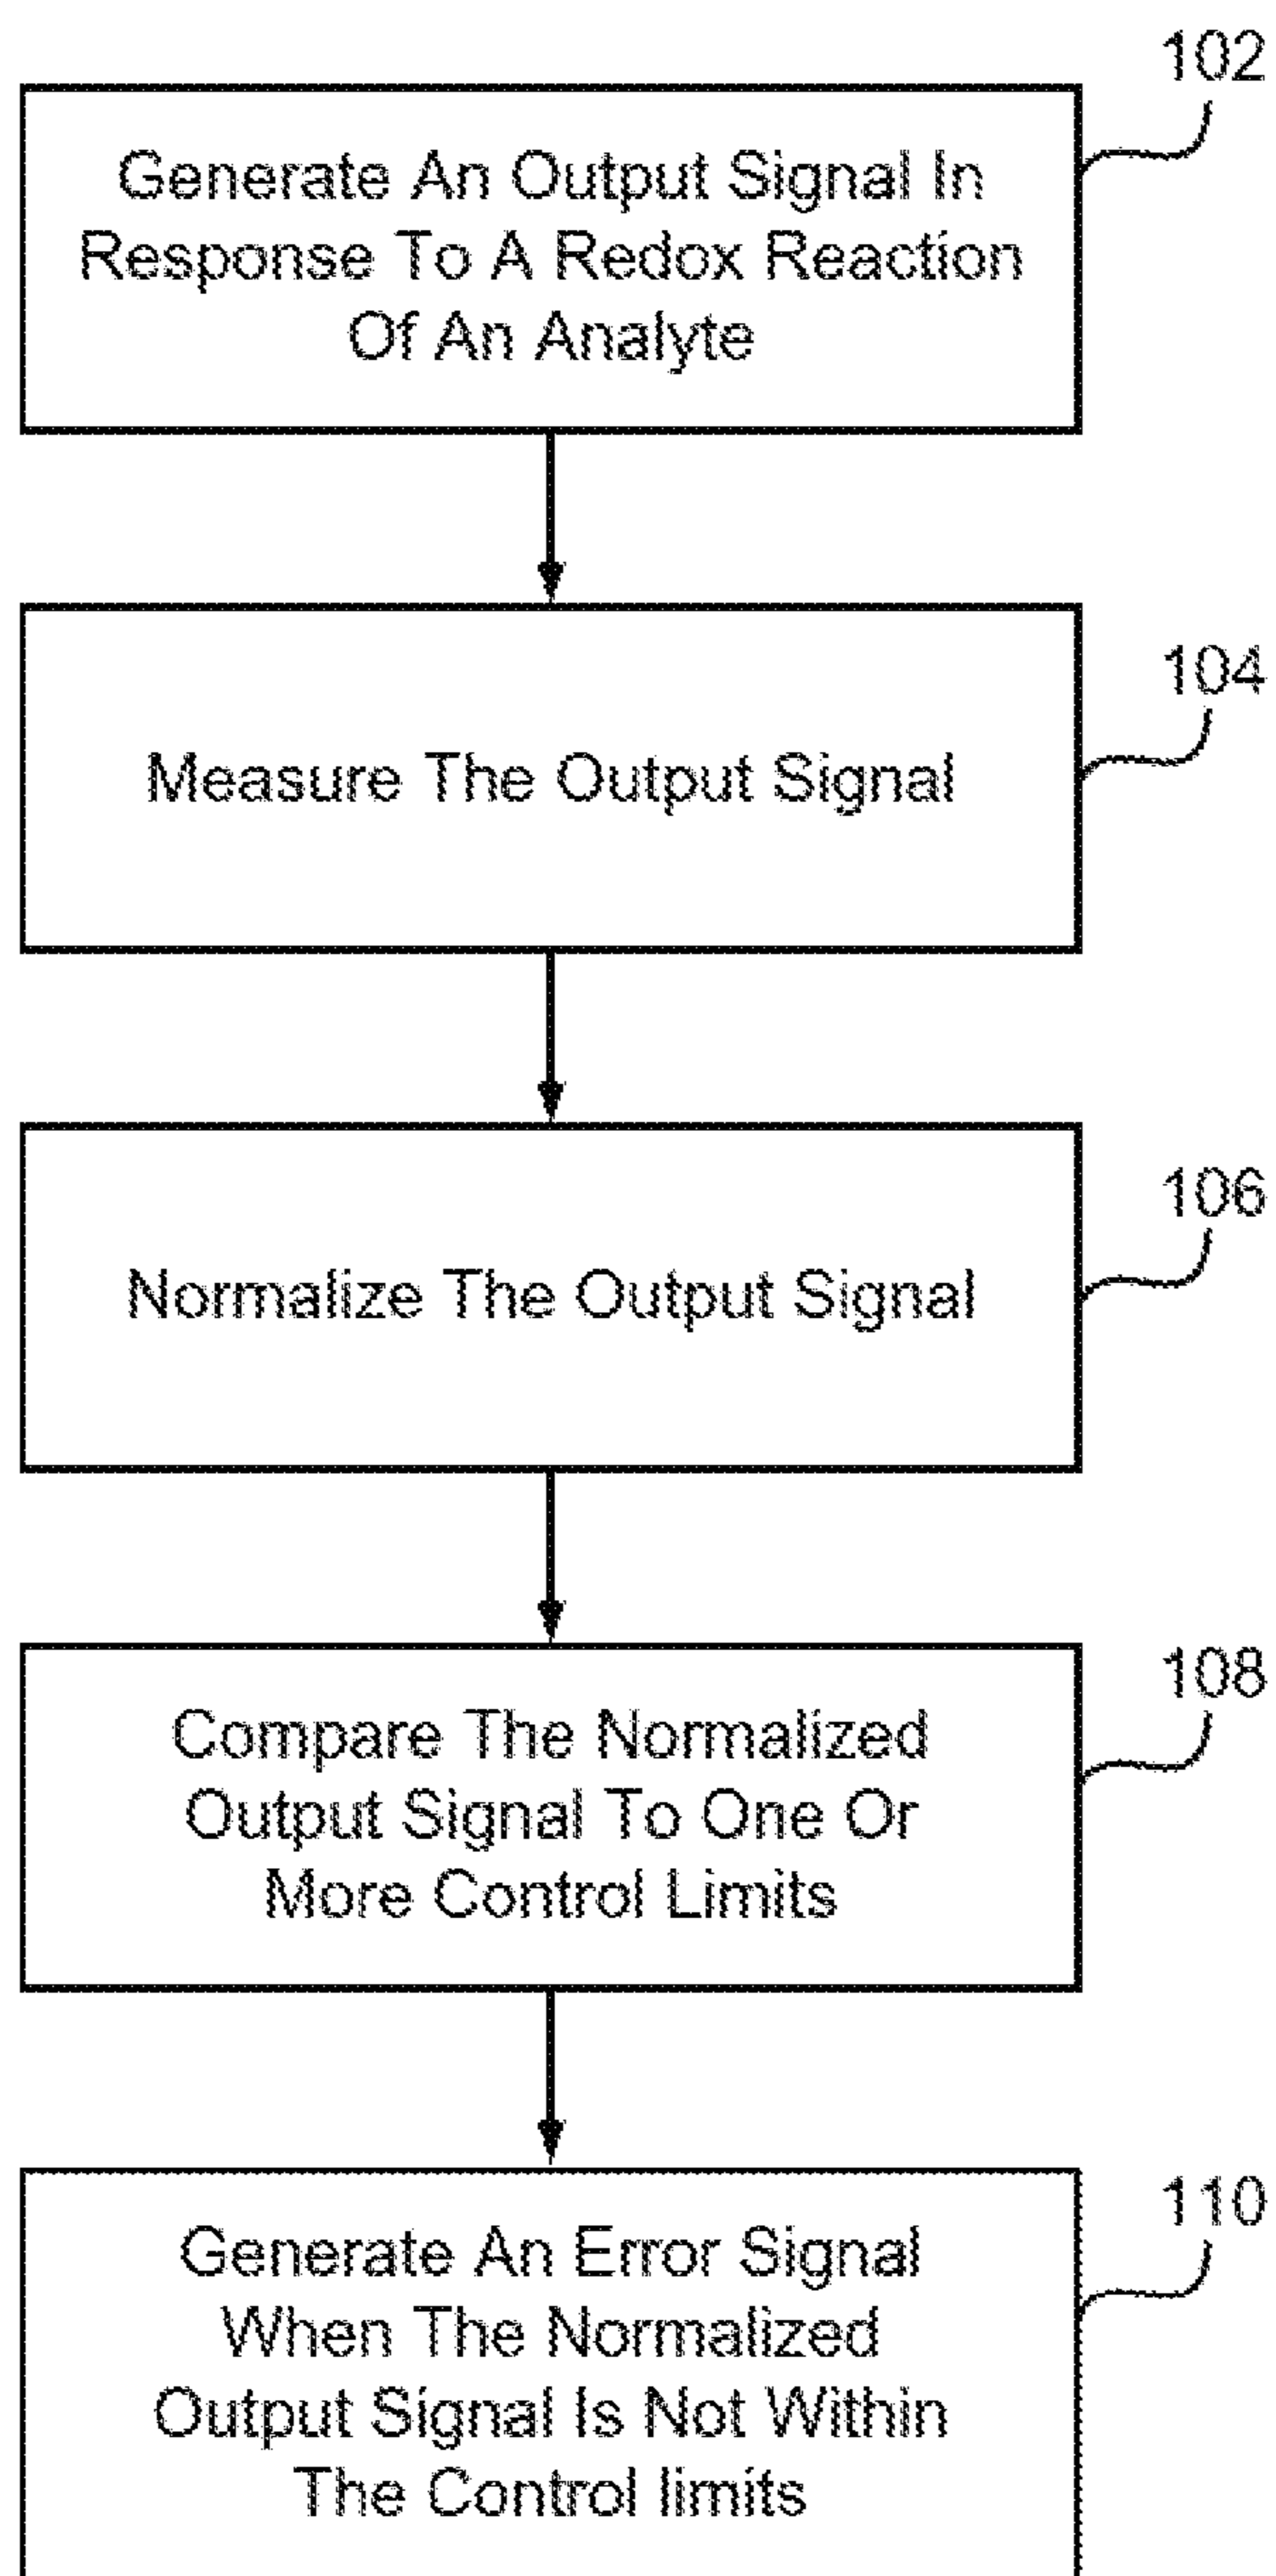 102
Generate An Output Signal In
Response To A Redox Reaction
Of An Analyte
104
Measure The Output Signal
106
Normalize The Output Signal
108
Compare The Normalized
Output Signal To One Or
More Control Limits
110
Generate An Error Signal
When The Normalized
Output Signal Is Not Within
The Control limits